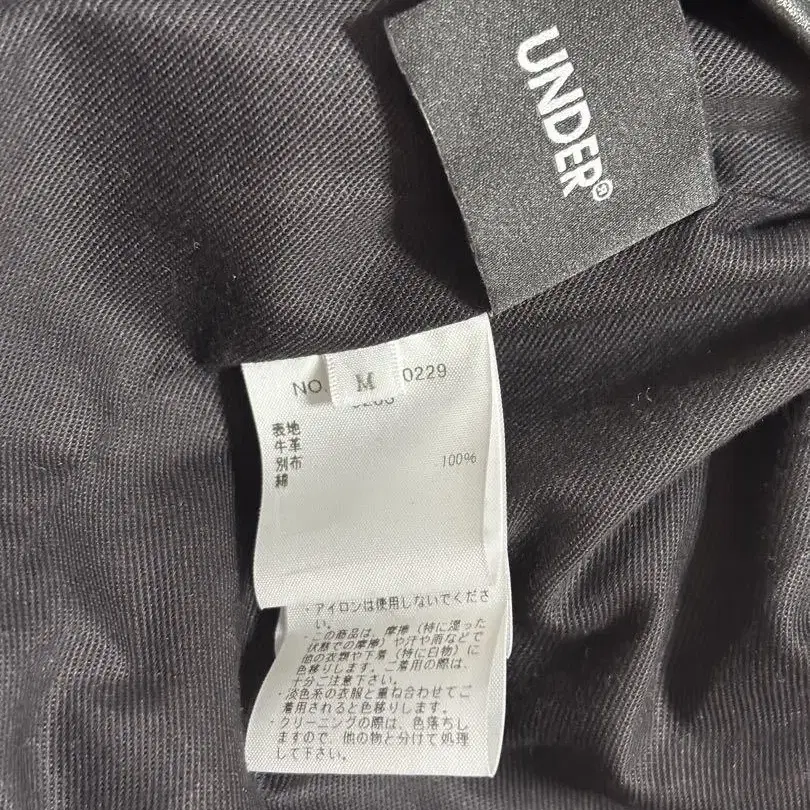 UNDER®
NO. M 0229
表地
牛革
別布
綿 100%
・アイロンは使用しないでくださ
い。
・この商品は、摩擦（特に湿った
状態での摩擦）や汗や雨などで
他の衣類や下着（特に白物）に
色移りします。ご着用の際は、
十分ご注意下さい。
・淡色系の衣服と重ね合わせてご
着用されると色移りします。
・クリーニングの際は、色落ちし
ますので、他の物と分けて処理
して下さい。